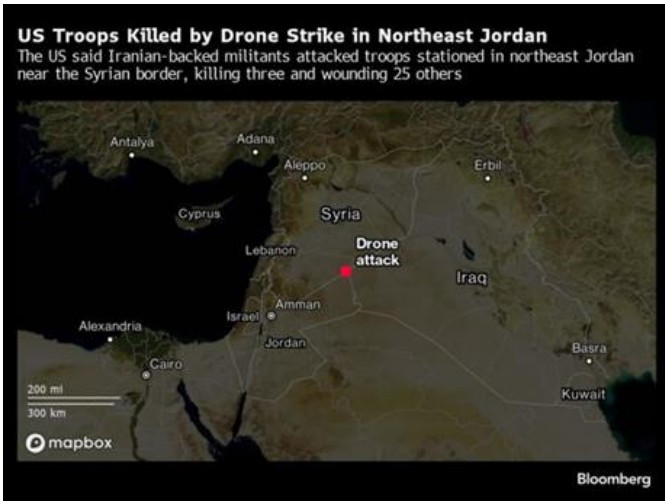 US Troops Killed by Drone Strike in Northeast Jordan
The US said Iranian-backed militants attacked troops stationed in northeast Jordan
near the Syrian border, killing three and wounding 25 others
Antalya
Adana
Aleppo
Erbil
Cyprus
Syria
Lebanon
Drone
attack
Iraq
Israel
Amman
Alexandria
Jordan
Cairo
Basra
200 mi
Kuwait
300 km
mapbox
Bloomberg